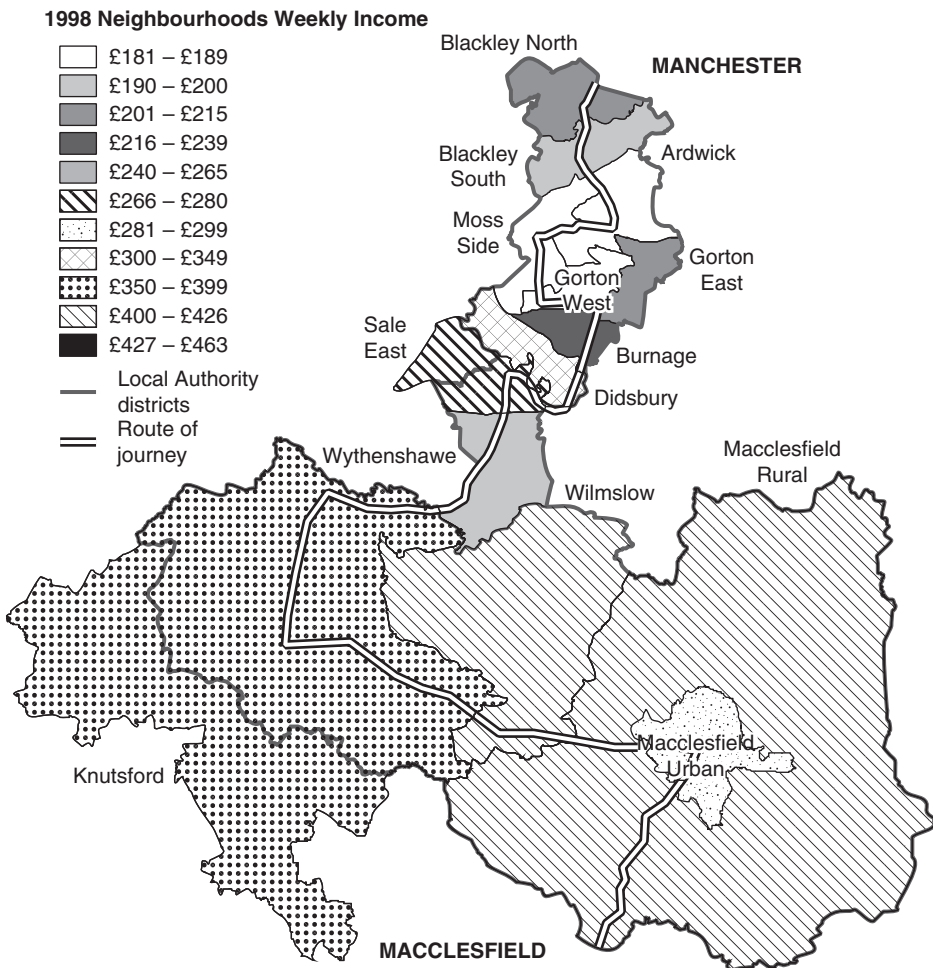 1998 Neighbourhoods Weekly Income
£181 – £189
£190 – £200
£201 – £215
£216 – £239
£240 – £265
£266 – £280
£281 – £299
£300 – £349
£350 – £399
£400 – £426
£427 – £463
Local Authority
districts
Route of
journey
Blackley North
MANCHESTER
Blackley
South
Ardwick
Moss
Side
Gorton
East
Gorton
West
Sale
East
Burnage
Didsbury
Wythenshawe
Wilmslow
Macclesfield
Rural
Macclesfield
Urban
Knutsford
MACCLESFIELD